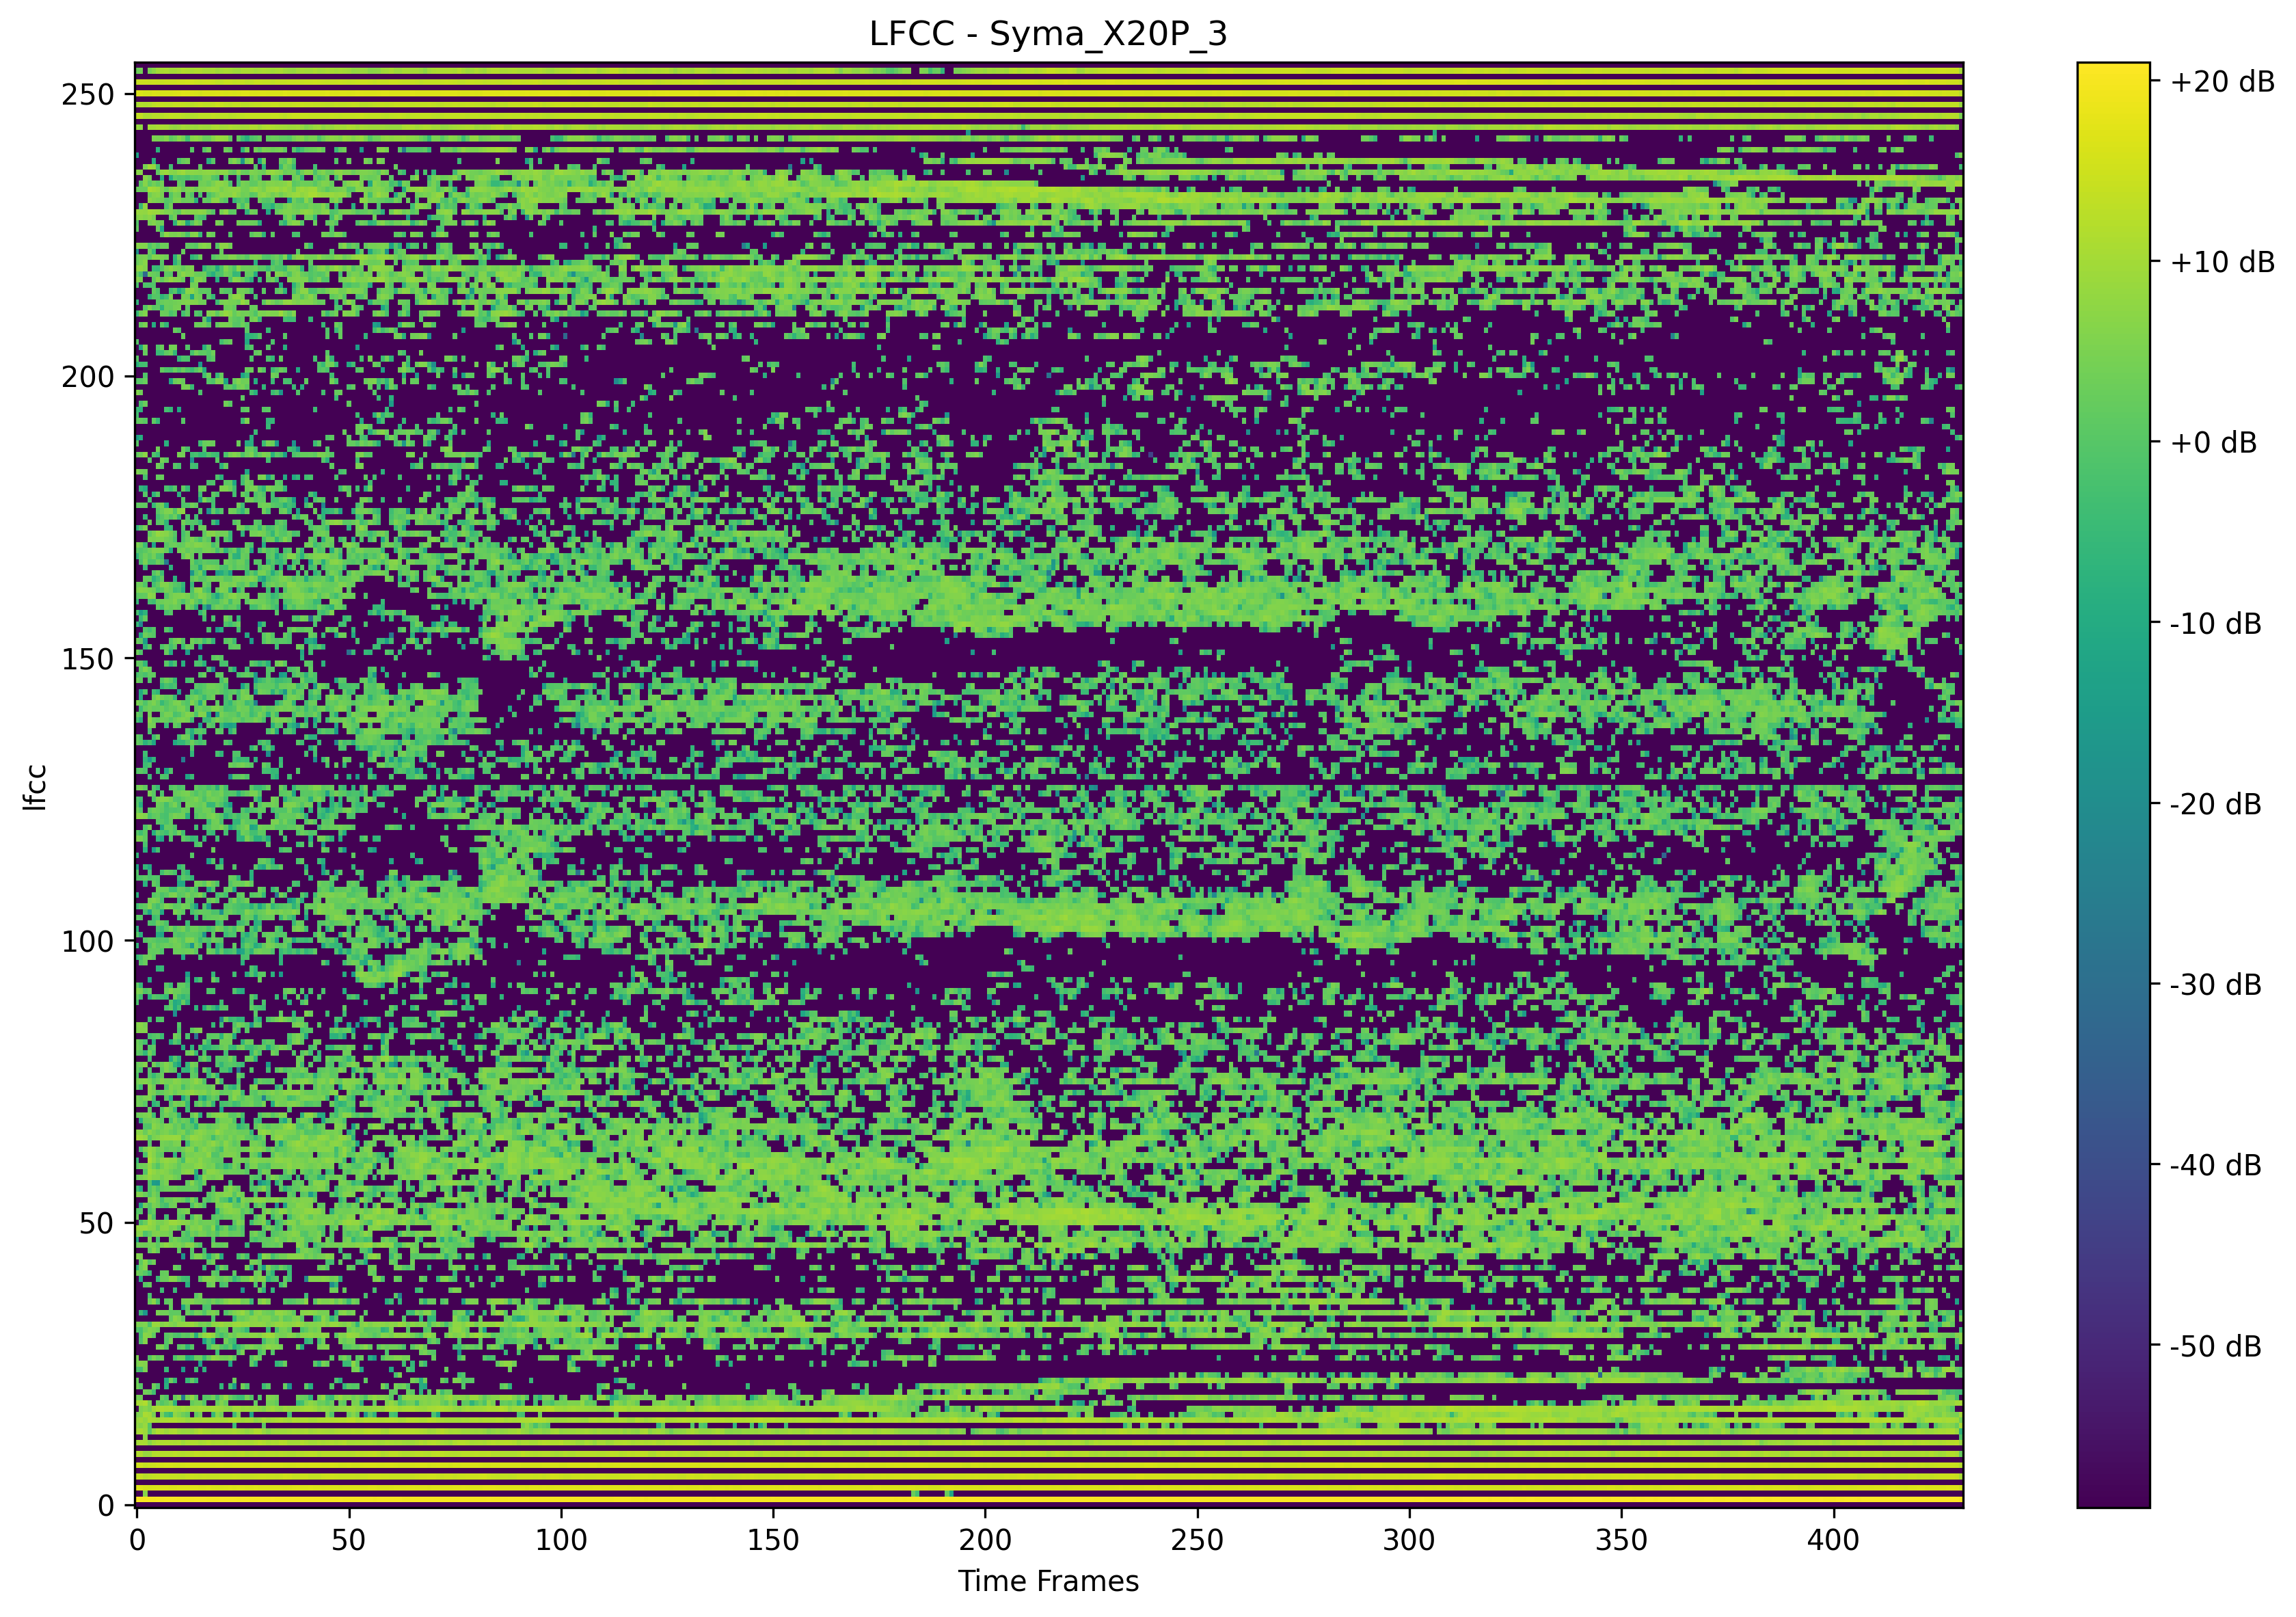 LFCC - Syma_X20P_3
250
200
150
100
50
0
lfcc
0 50 100 150 200 250 300 350 400
Time Frames
+20 dB
+10 dB
+0 dB
-10 dB
-20 dB
-30 dB
-40 dB
-50 dB